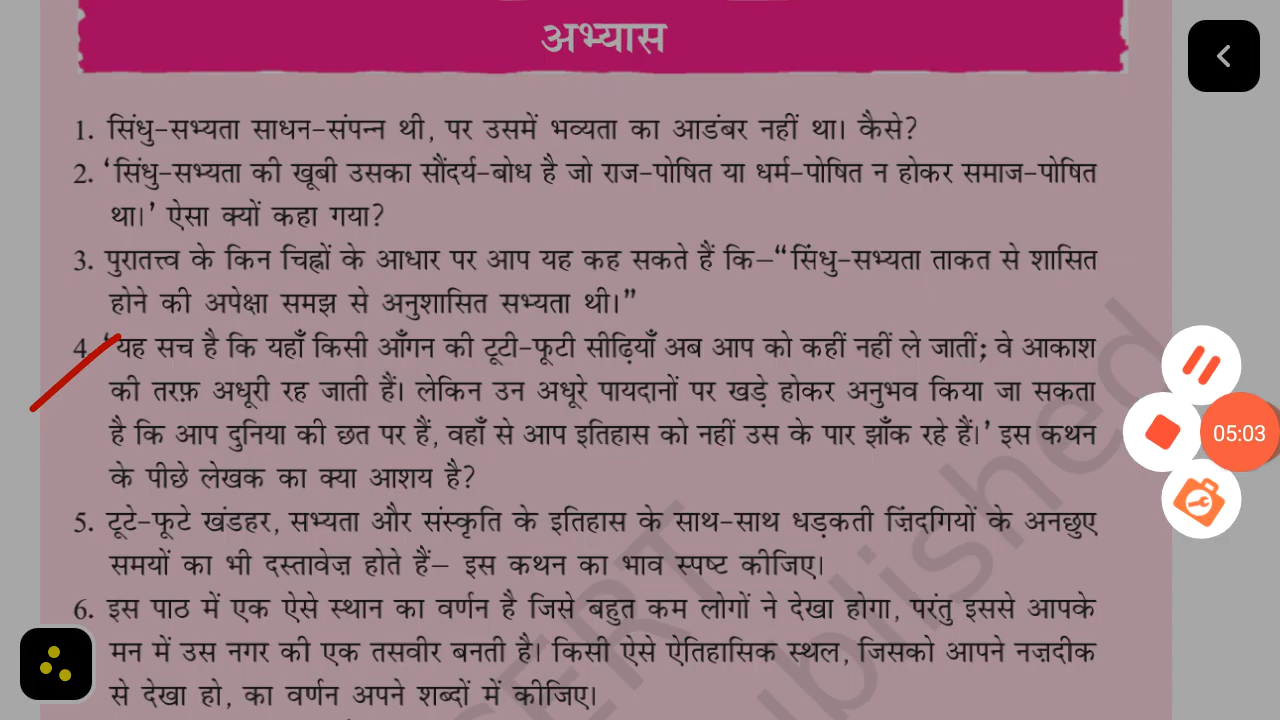 अभ्यास
1. सिंधु-सभ्यता साधन-संपन्न थी, पर उसमें भव्यता का आडंबर नहीं था। कैसे?
2. ‘सिंधु-सभ्यता की खूबी उसका सौंदर्य-बोध है जो राज-पोषित या धर्म-पोषित न होकर समाज-पोषित
था।’ ऐसा क्यों कहा गया?
3. पुरातत्त्व के किन चिह्नों के आधार पर आप यह कह सकते हैं कि–“सिंधु-सभ्यता ताकत से शासित
होने की अपेक्षा समझ से अनुशासित सभ्यता थी।”
4. ‘यह सच है कि यहाँ किसी आँगन की टूटी-फूटी सीढ़ियाँ अब आप को कहीं नहीं ले जातीं; वे आकाश
की तरफ़ अधूरी रह जाती हैं। लेकिन उन अधूरे पायदानों पर खड़े होकर अनुभव किया जा सकता
है कि आप दुनिया की छत पर हैं, वहाँ से आप इतिहास को नहीं उस के पार झाँक रहे हैं।’ इस कथन
के पीछे लेखक का क्या आशय है?
5. टूटे-फूटे खंडहर, सभ्यता और संस्कृति के इतिहास के साथ-साथ धड़कती ज़िंदगियों के अनछुए
समयों का भी दस्तावेज़ होते हैं– इस कथन का भाव स्पष्ट कीजिए।
6. इस पाठ में एक ऐसे स्थान का वर्णन है जिसे बहुत कम लोगों ने देखा होगा, परंतु इससे आपके
मन में उस नगर की एक तसवीर बनती है। किसी ऐसे ऐतिहासिक स्थल, जिसको आपने नज़दीक
से देखा हो, का वर्णन अपने शब्दों में कीजिए।
05:03